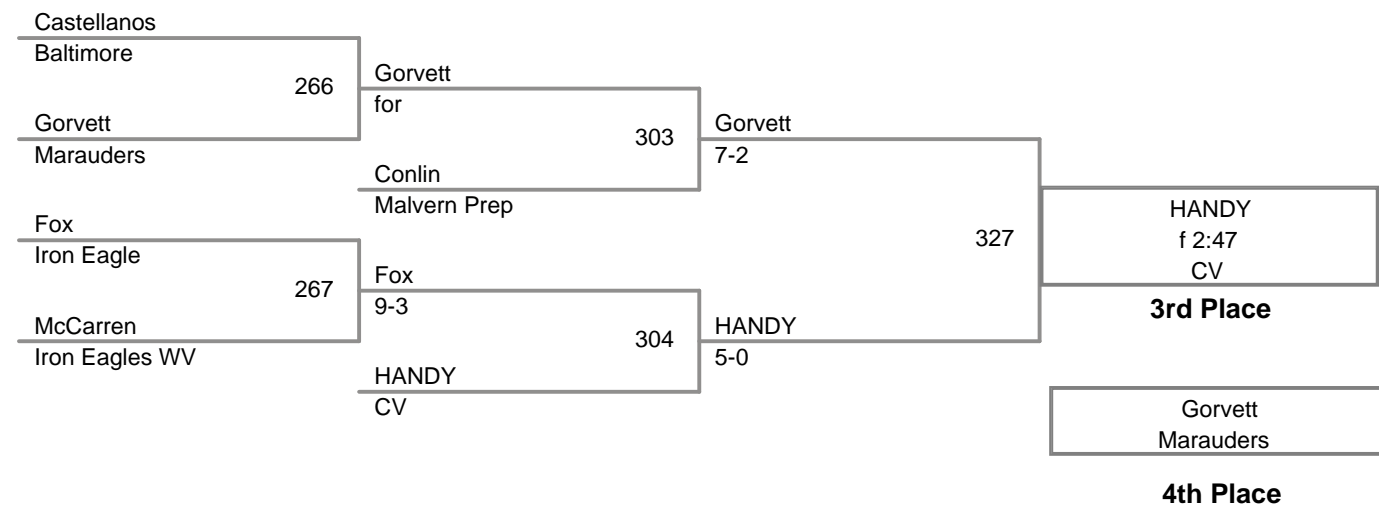 Castellanos
Baltimore
266
Gorvett
Marauders
Fox
Iron Eagle
267
McCarren
Iron Eagles WV
Gorvett
for
303
Conlin
Malvern Prep
Fox
9-3
304
HANDY
CV
Gorvett
7-2
327
HANDY
5-0
HANDY
f 2:47
CV
3rd Place
Gorvett
Marauders
4th Place